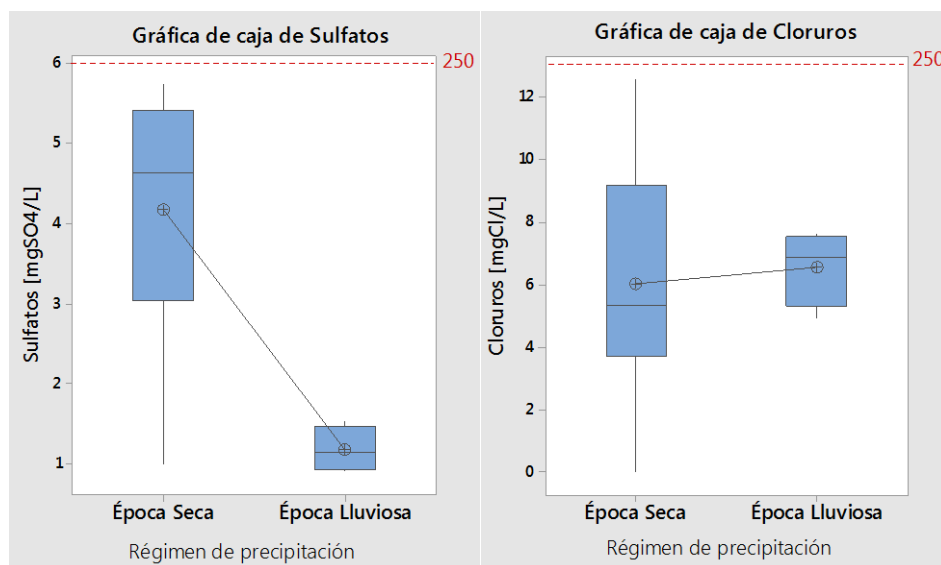 Gráfica de caja de Sulfatos
250
6
5
4
3
2
1
Sulfatos [mgSO4/L]
Época Seca
Época Lluviosa
Régimen de precipitación
Gráfica de caja de Cloruros
250
12
10
8
6
4
2
0
Cloruros [mgCl/L]
Época Seca
Época Lluviosa
Régimen de precipitación